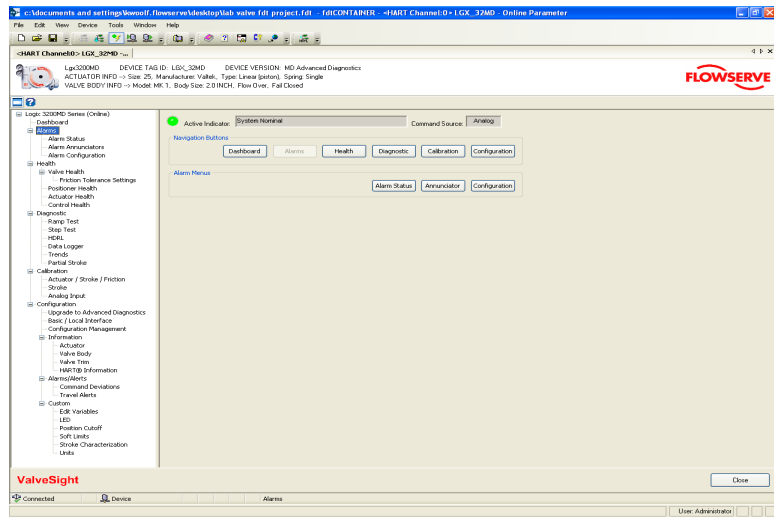 c:\documents and settings\kwoolf.flowserve\desktop\lab valve fdt project.fdt - fdtCONTAINER - <HART Channel:0> LGX_32MD - Online Parameter
File Edit View Device Tools Window Help
<HART Channel:0> LGX_32MD -...
Lgx3200MD DEVICE TAG ID: LGX_32MD DEVICE VERSION: MD Advanced Diagnostics
ACTUATOR INFO --> Size: 25, Manufacturer: Valtek, Type: Linear (piston), Spring: Single
VALVE BODY INFO --> Model: MK 1, Body Size: 2.0 INCH, Flow Over, Fail Closed
FLOWSERVE
Logix 3200MD Series (Online)
Dashboard
Alarms
Alarm Status
Alarm Annunciators
Alarm Configuration
Health
Valve Health
Friction Tolerance Settings
Positioner Health
Actuator Health
Control Health
Diagnostic
Ramp Test
Step Test
HDRL
Data Logger
Trends
Partial Stroke
Calibration
Actuator / Stroke / Friction
Stroke
Analog Input
Configuration
Upgrade to Advanced Diagnostics
Basic / Local Interface
Configuration Management
Information
Actuator
Valve Body
Valve Trim
HART® Information
Alarms/Alerts
Command Deviations
Travel Alerts
Custom
Edit Variables
LED
Position Cutoff
Soft Limits
Stroke Characterization
Units
Active Indicator: System Nominal Command Source: Analog
Navigation Buttons
Dashboard Alarms Health Diagnostic Calibration Configuration
Alarm Menus
Alarm Status Annunciator Configuration
ValveSight Close
Connected Device Alarms
User: Administrator